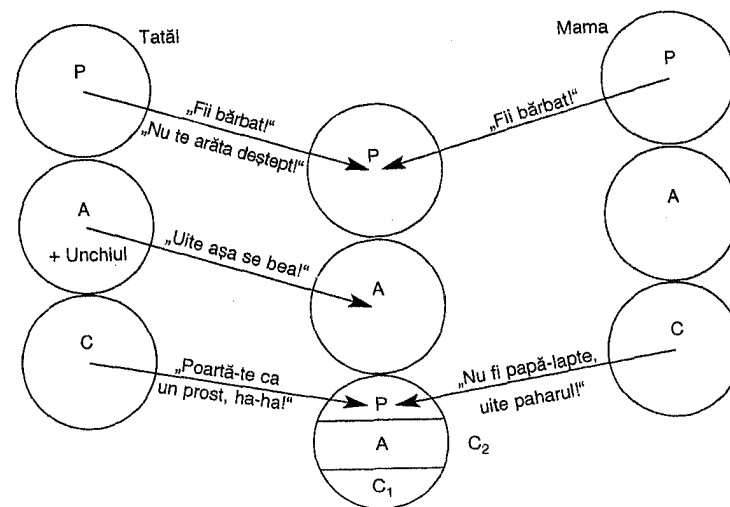 Tatăl
Mama
P
P
„Fii bărbat!“
„Nu te arăta deștept!“
„Fii bărbat!“
P
A
+ Unchiul
A
„Uite așa se bea!“
A
C
C
„Poartă-te ca
un prost, ha-ha!“
„Nu fi papă-lapte,
uite paharul!“
P
A
C₂
C₁